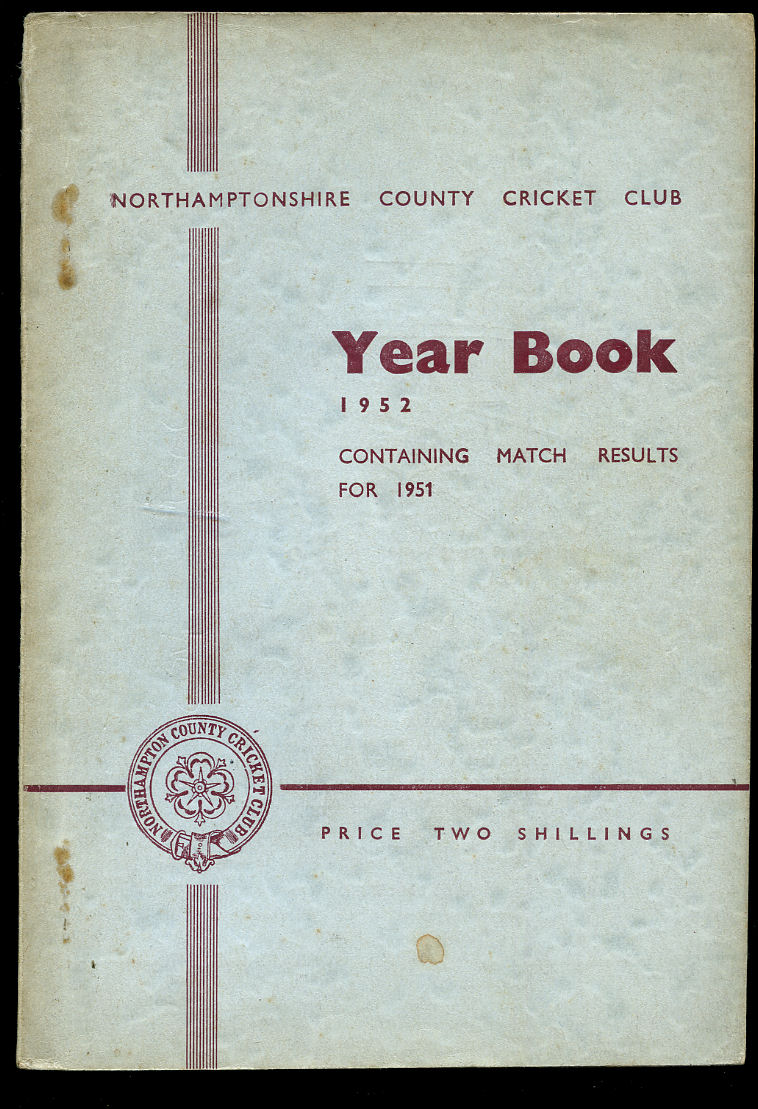 NORTHAMPTONSHIRE COUNTY CRICKET CLUB
Year Book
1952
CONTAINING MATCH RESULTS
FOR 1951
NORTHAMPTON COUNTY CRICKET CLUB
PRICE TWO SHILLINGS